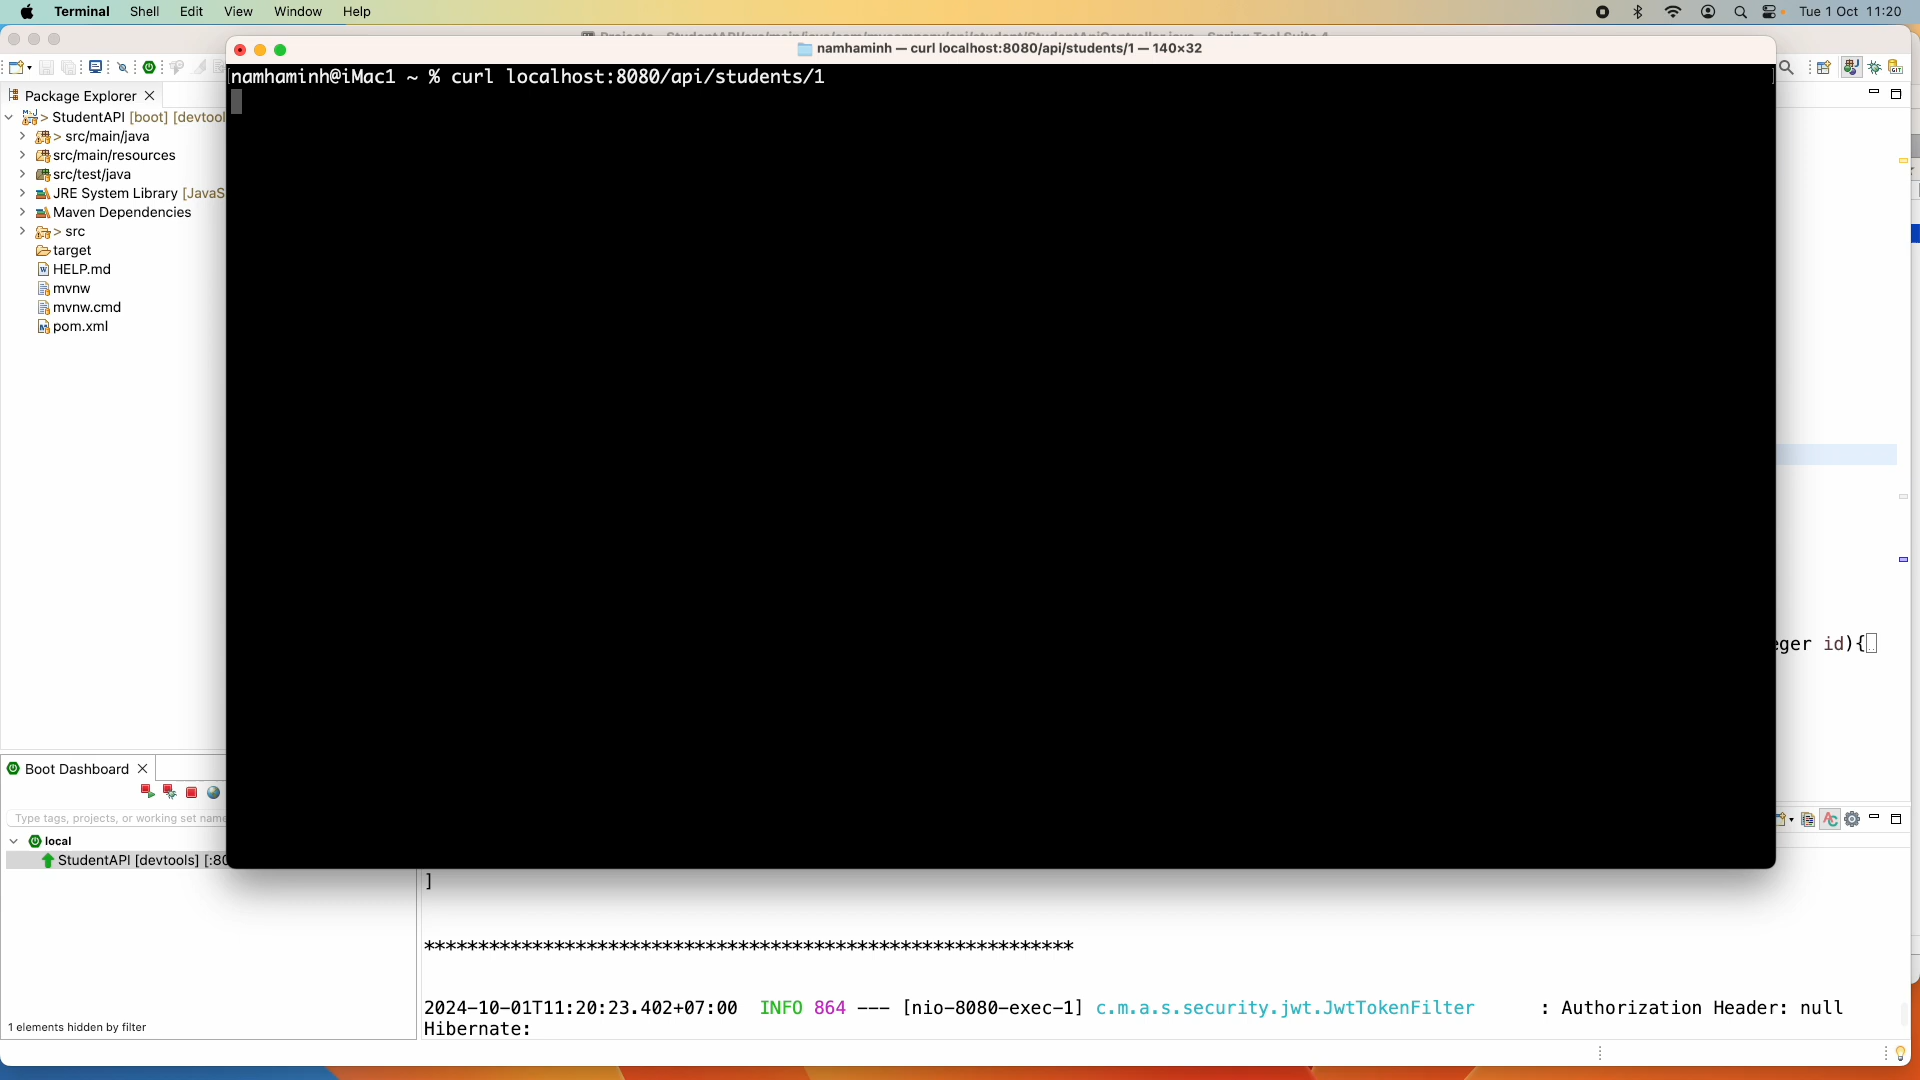 Terminal Shell Edit View Window Help Tue 1 Oct 11:20
namhaminh — curl localhost:8080/api/students/1 — 140×32
namhaminh@iMac1 ~ % curl localhost:8080/api/students/1
Package Explorer
> StudentAPI [boot] [devtool
> src/main/java
src/main/resources
src/test/java
JRE System Library [JavaS
Maven Dependencies
> src
target
HELP.md
mvnw
mvnw.cmd
pom.xml
eger id){
Boot Dashboard
Type tags, projects, or working set name
local
StudentAPI [devtools] [:80
1 elements hidden by filter
]
************************************************************
2024-10-01T11:20:23.402+07:00 INFO 864 --- [nio-8080-exec-1] c.m.a.s.security.jwt.JwtTokenFilter : Authorization Header: null
Hibernate: